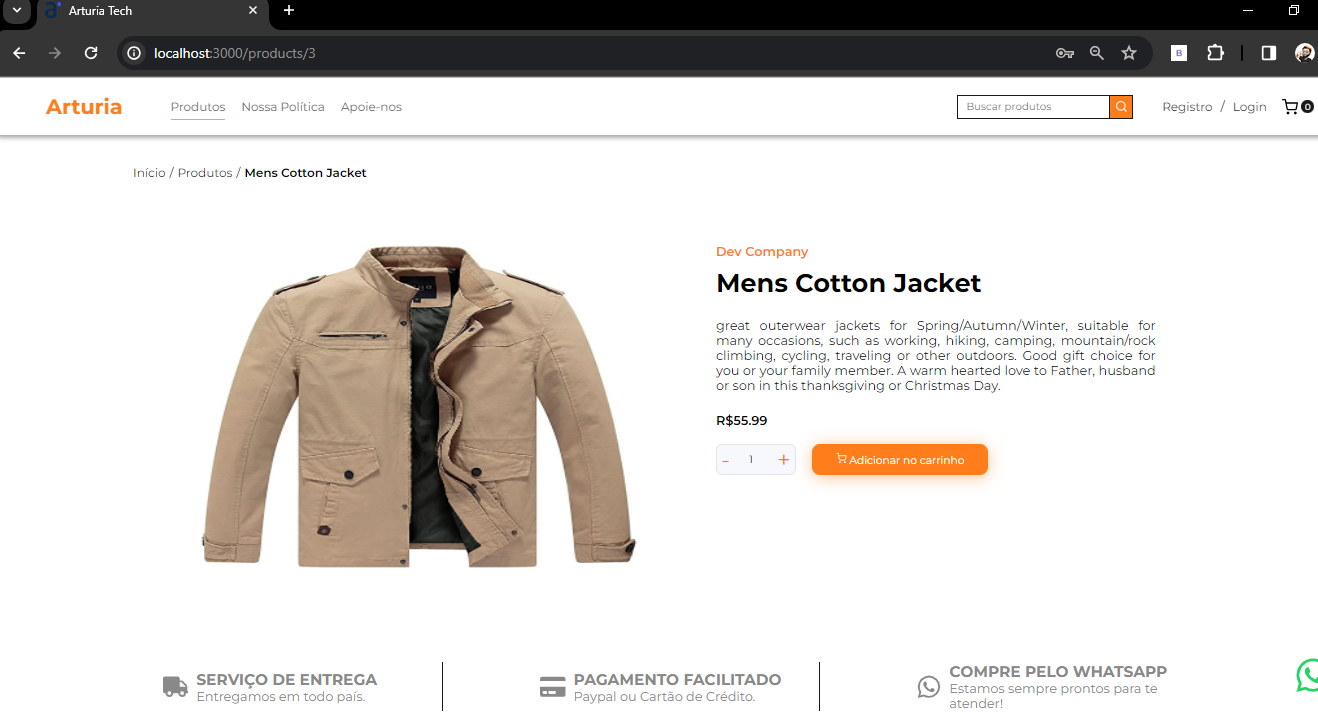 Arturia Tech
localhost:3000/products/3
B
Arturia
Produtos Nossa Política Apoie-nos
Buscar produtos
Registro / Login
0
Início / Produtos / Mens Cotton Jacket
Dev Company
Mens Cotton Jacket
great outerwear jackets for Spring/Autumn/Winter, suitable for
many occasions, such as working, hiking, camping, mountain/rock
climbing, cycling, traveling or other outdoors. Good gift choice for
you or your family member. A warm hearted love to Father, husband
or son in this thanksgiving or Christmas Day.
R$55.99
- 1 +
Adicionar no carrinho
SERVIÇO DE ENTREGA
Entregamos em todo país.
PAGAMENTO FACILITADO
Paypal ou Cartão de Crédito.
COMPRE PELO WHATSAPP
Estamos sempre prontos para te
atender!